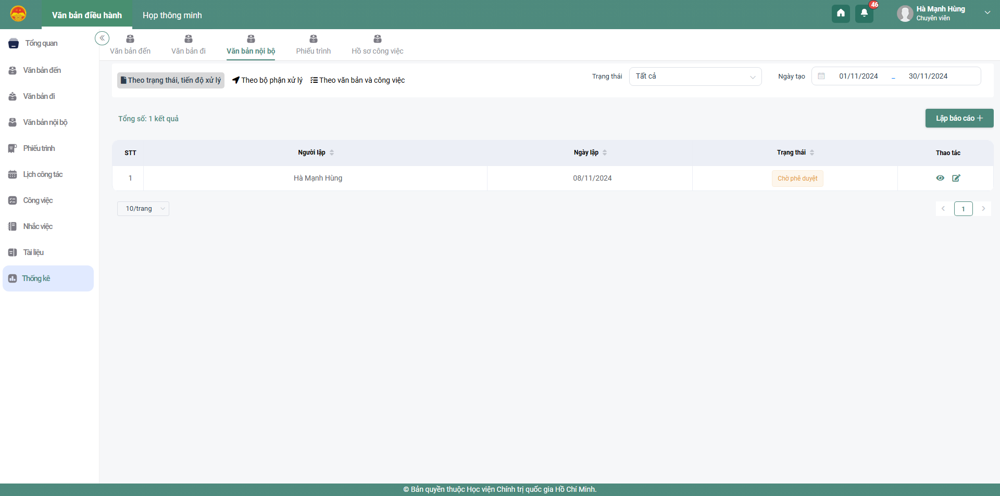 Văn bản điều hành
Họp thông minh
46
Hà Mạnh Hùng
Chuyên viên
Tổng quan
Văn bản đến
Văn bản đi
Văn bản nội bộ
Phiếu trình
Lịch công tác
Công việc
Nhắc việc
Tài liệu
Thống kê
Văn bản đến
Văn bản đi
Văn bản nội bộ
Phiếu trình
Hồ sơ công việc
Theo trạng thái, tiến độ xử lý
Theo bộ phận xử lý
Theo văn bản và công việc
Trạng thái
Tất cả
Ngày tạo
01/11/2024 – 30/11/2024
Tổng số: 1 kết quả
Lập báo cáo
STT Người lập Ngày lập Trạng thái Thao tác
1 Hà Mạnh Hùng 08/11/2024 Chờ phê duyệt
10/trang
1
© Bản quyền thuộc Học viện Chính trị quốc gia Hồ Chí Minh.